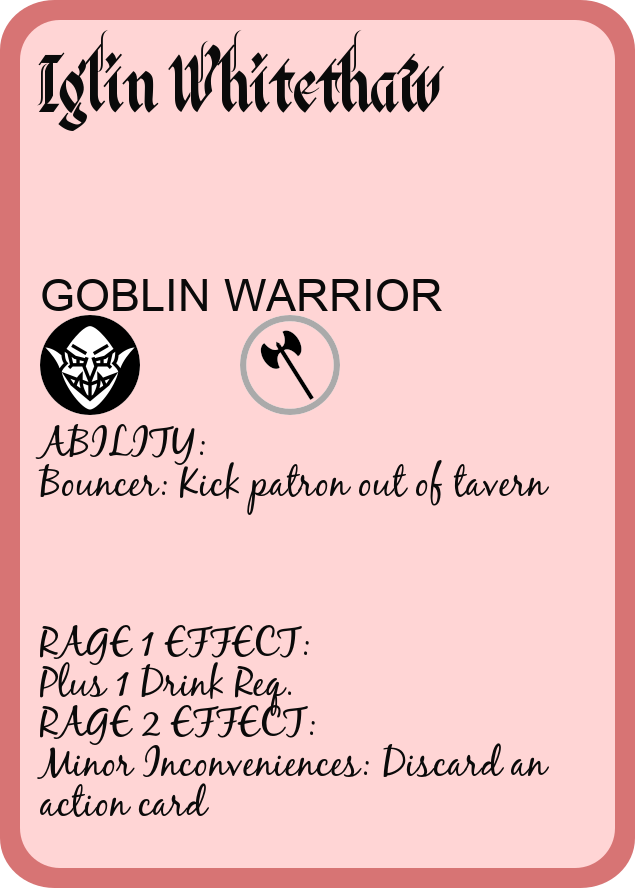 Iglin Whitethaw
GOBLIN WARRIOR
ABILITY:
Bouncer: Kick patron out of tavern
RAGE 1 EFFECT:
Plus 1 Drink Req.
RAGE 2 EFFECT:
Minor Inconveniences: Discard an
action card